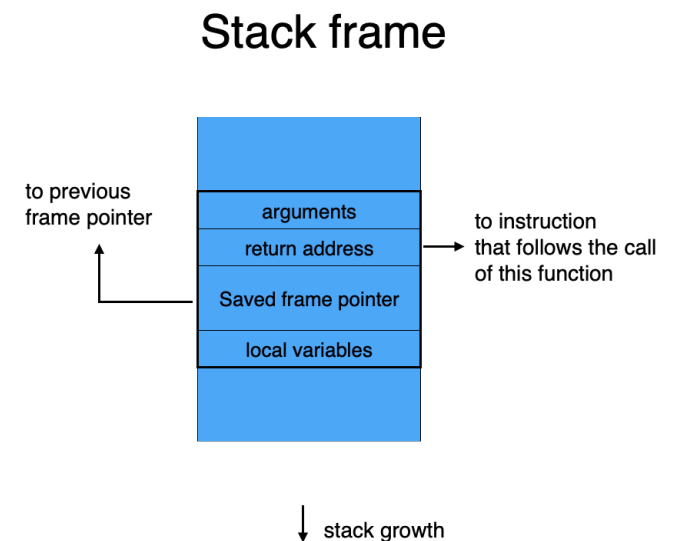 Stack frame
to previous
frame pointer
arguments
return address
Saved frame pointer
local variables
to instruction
that follows the call
of this function
stack growth